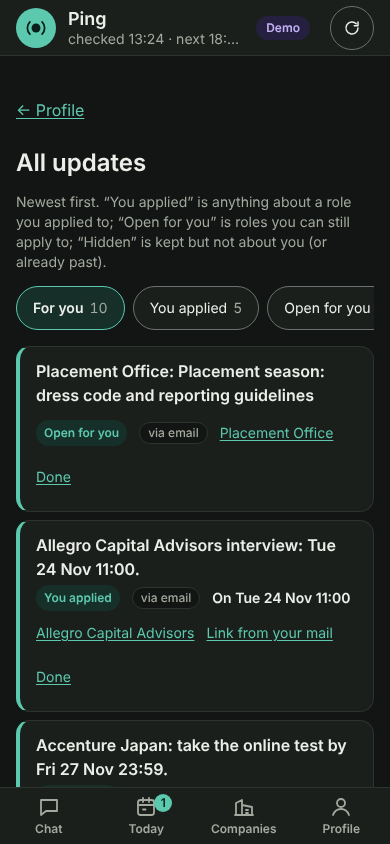 Ping
checked 13:24 · next 18:…
Demo
← Profile
All updates
Newest first. “You applied” is anything about a role
you applied to; “Open for you” is roles you can still
apply to; “Hidden” is kept but not about you (or
already past).
For you 10
You applied 5
Open for you
Placement Office: Placement season:
dress code and reporting guidelines
Open for you
via email
Placement Office
Done
Allegro Capital Advisors interview: Tue
24 Nov 11:00.
You applied
via email
On Tue 24 Nov 11:00
Allegro Capital Advisors
Link from your mail
Done
Accenture Japan: take the online test by
Fri 27 Nov 23:59.
Chat
1
Today
Companies
Profile